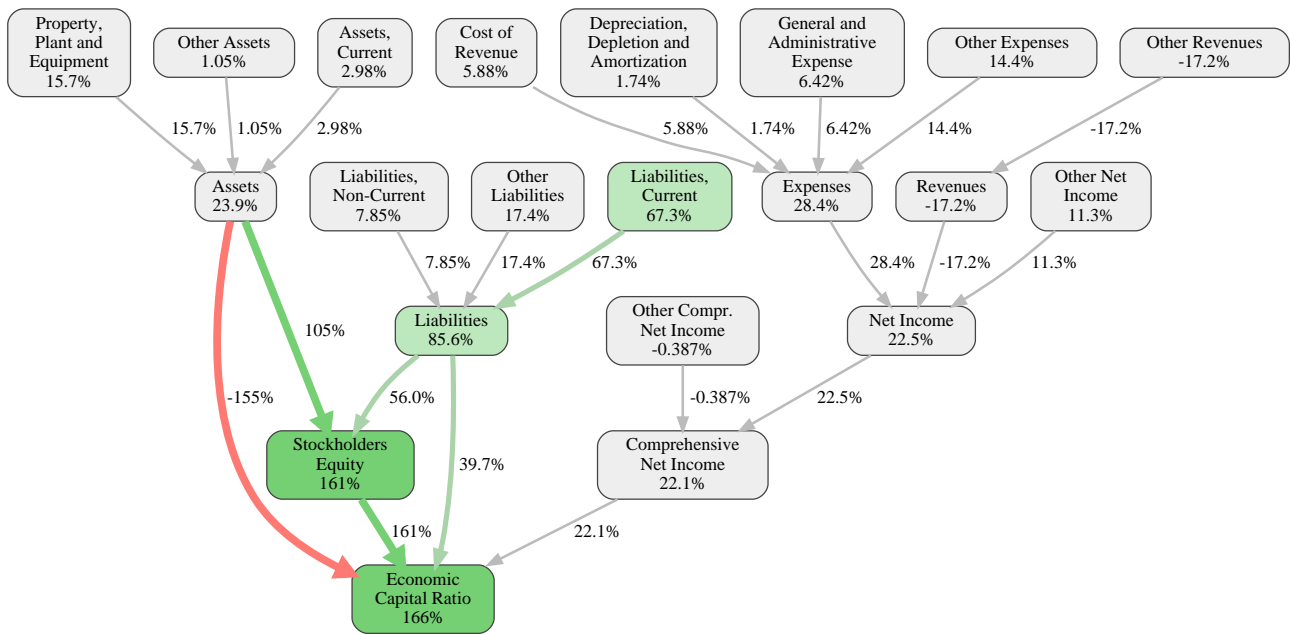 Property,
Plant and
Equipment
15.7%
Other Assets
1.05%
Assets,
Current
2.98%
Cost of
Revenue
5.88%
Depreciation,
Depletion and
Amortization
1.74%
General and
Administrative
Expense
6.42%
Other Expenses
14.4%
Other Revenues
-17.2%
15.7%
1.05%
2.98%
5.88%
1.74%
6.42%
14.4%
-17.2%
Assets
23.9%
Liabilities,
Non-Current
7.85%
Other
Liabilities
17.4%
Liabilities,
Current
67.3%
Expenses
28.4%
Revenues
-17.2%
Other Net
Income
11.3%
7.85%
17.4%
67.3%
28.4%
-17.2%
11.3%
105%
Liabilities
85.6%
Other Compr.
Net Income
-0.387%
Net Income
22.5%
-155%
56.0%
-0.387%
22.5%
Stockholders
Equity
161%
39.7%
Comprehensive
Net Income
22.1%
161%
22.1%
Economic
Capital Ratio
166%